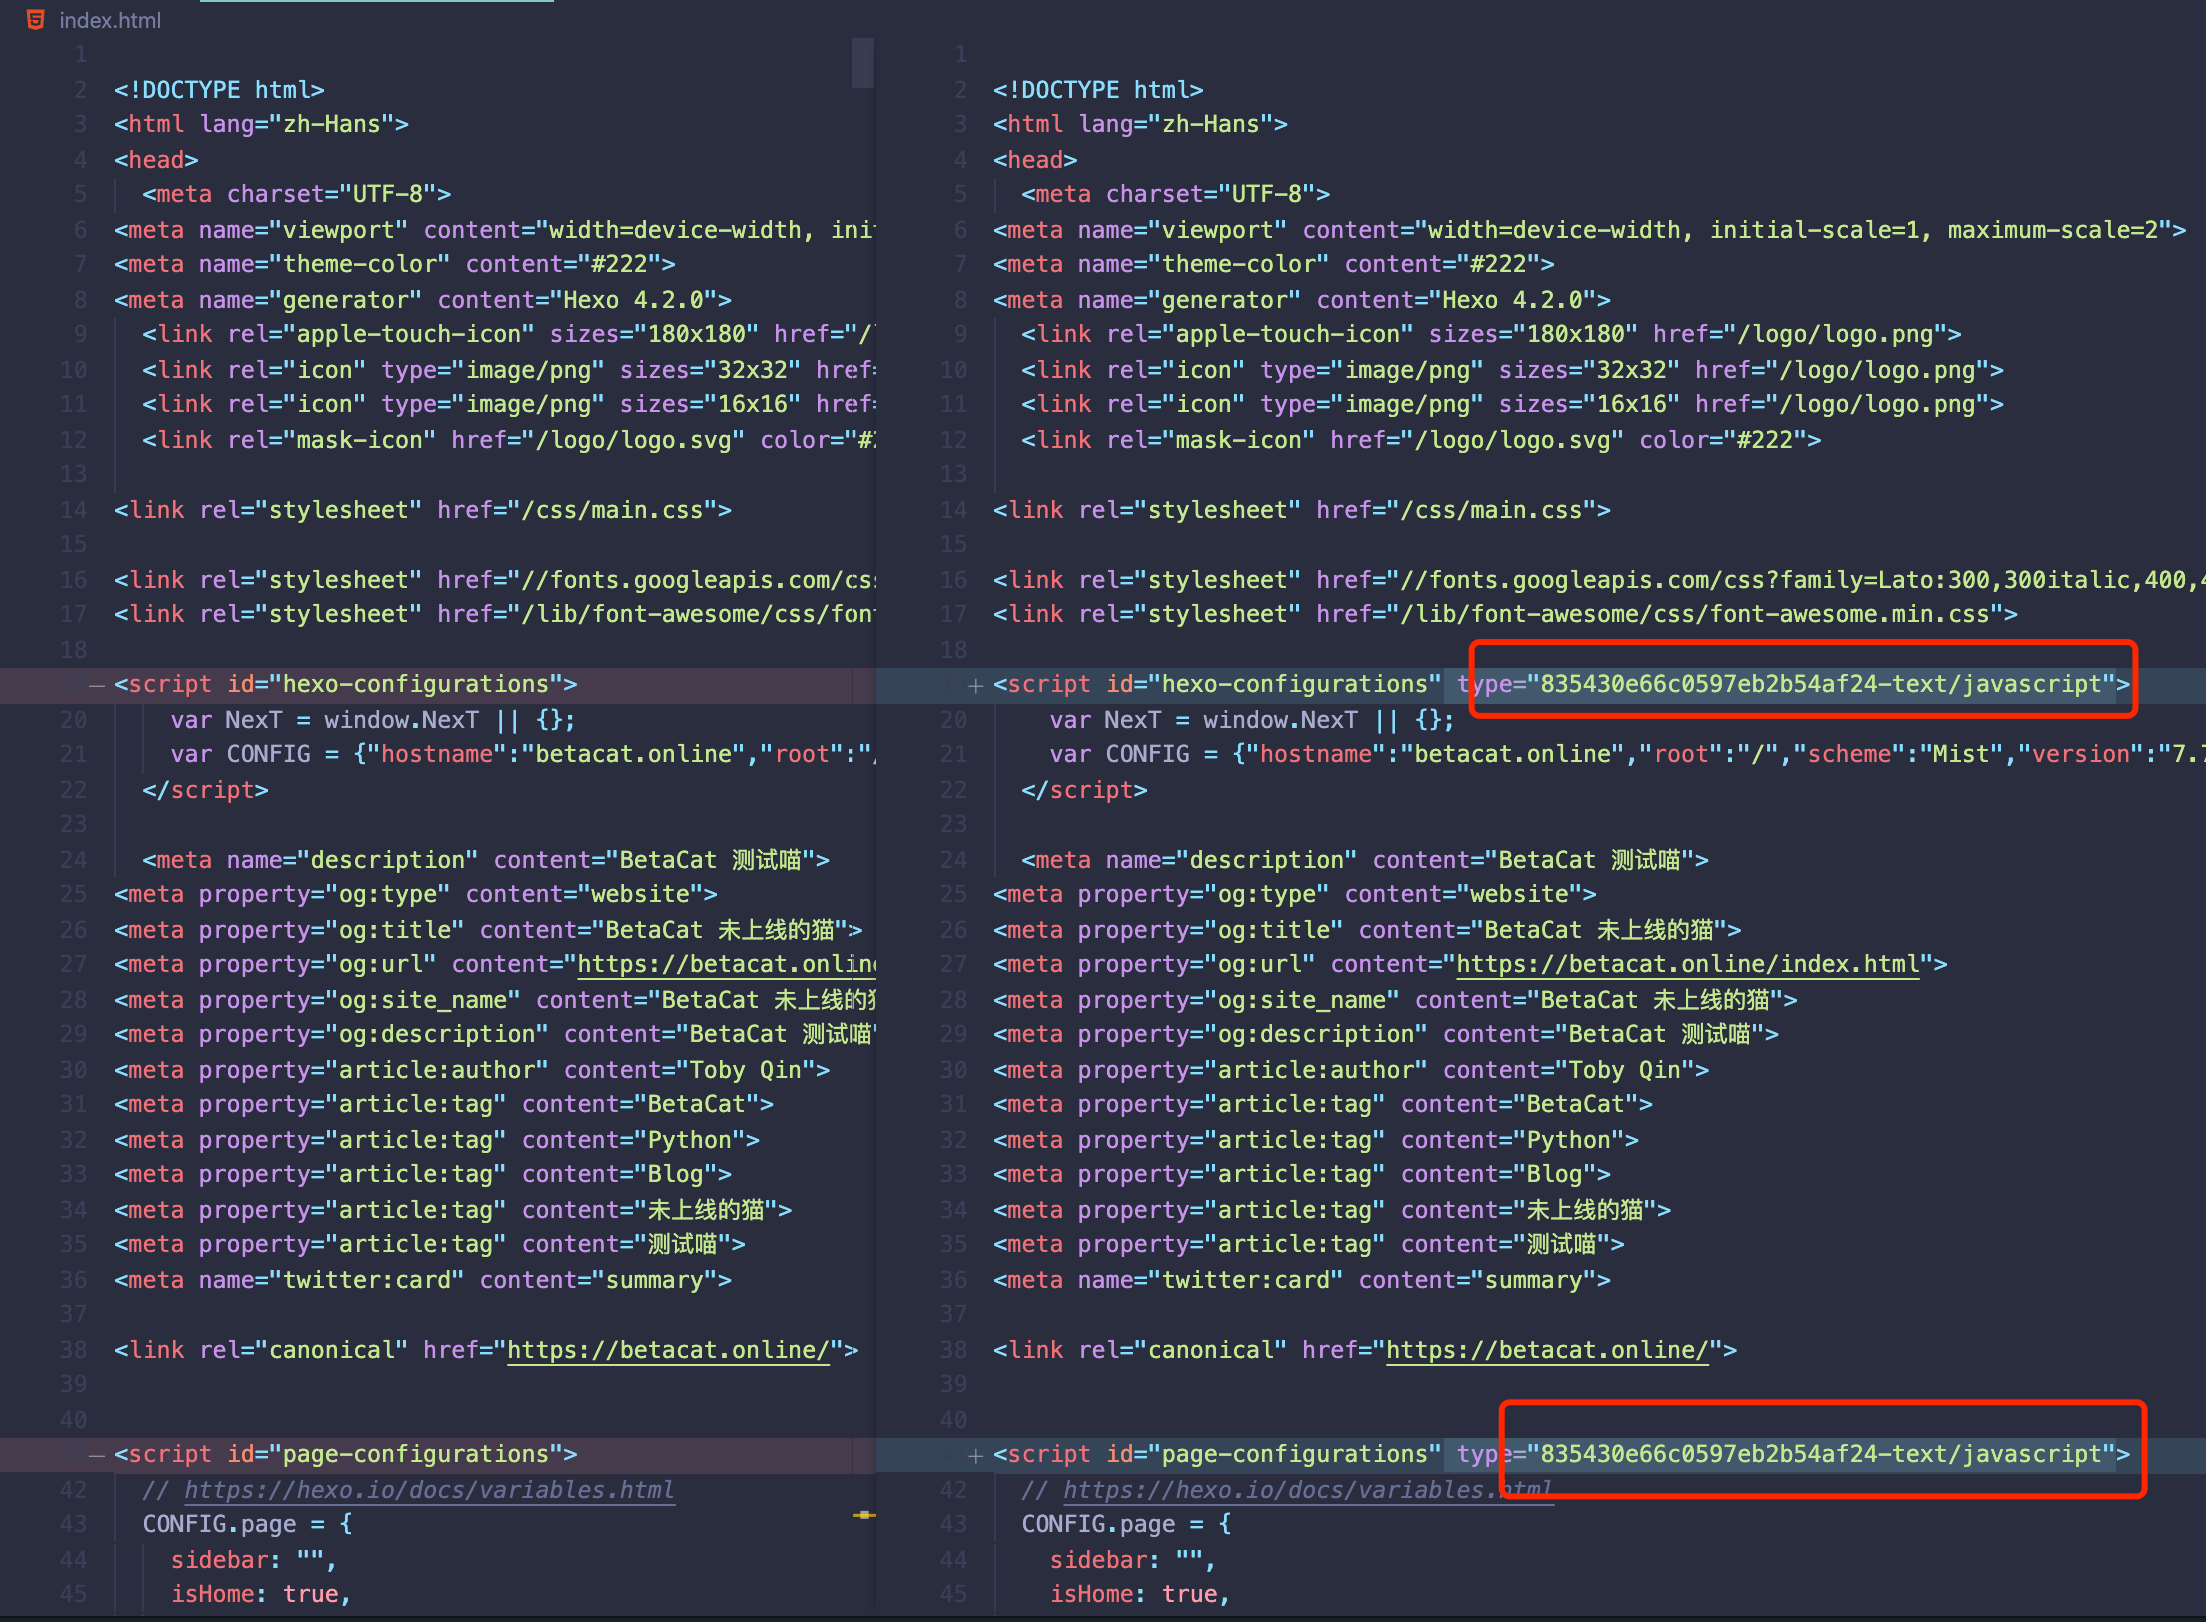 index.html
1
2 <!DOCTYPE html>
3 <html lang="zh-Hans">
4 <head>
5 <meta charset="UTF-8">
6 <meta name="viewport" content="width=device-width, init
7 <meta name="theme-color" content="#222">
8 <meta name="generator" content="Hexo 4.2.0">
9 <link rel="apple-touch-icon" sizes="180x180" href="/l
10 <link rel="icon" type="image/png" sizes="32x32" href=
11 <link rel="icon" type="image/png" sizes="16x16" href=
12 <link rel="mask-icon" href="/logo/logo.svg" color="#2
13
14 <link rel="stylesheet" href="/css/main.css">
15
16 <link rel="stylesheet" href="//fonts.googleapis.com/css
17 <link rel="stylesheet" href="/lib/font-awesome/css/font
18
— <script id="hexo-configurations">
20 var NexT = window.NexT || {};
21 var CONFIG = {"hostname":"betacat.online","root":"/
22 </script>
23
24 <meta name="description" content="BetaCat 测试喵">
25 <meta property="og:type" content="website">
26 <meta property="og:title" content="BetaCat 未上线的猫">
27 <meta property="og:url" content="https://betacat.online
28 <meta property="og:site_name" content="BetaCat 未上线的猫
29 <meta property="og:description" content="BetaCat 测试喵"
30 <meta property="article:author" content="Toby Qin">
31 <meta property="article:tag" content="BetaCat">
32 <meta property="article:tag" content="Python">
33 <meta property="article:tag" content="Blog">
34 <meta property="article:tag" content="未上线的猫">
35 <meta property="article:tag" content="测试喵">
36 <meta name="twitter:card" content="summary">
37
38 <link rel="canonical" href="https://betacat.online/">
39
40
— <script id="page-configurations">
42 // https://hexo.io/docs/variables.html
43 CONFIG.page = {
44 sidebar: "",
45 isHome: true,
1
2 <!DOCTYPE html>
3 <html lang="zh-Hans">
4 <head>
5 <meta charset="UTF-8">
6 <meta name="viewport" content="width=device-width, initial-scale=1, maximum-scale=2">
7 <meta name="theme-color" content="#222">
8 <meta name="generator" content="Hexo 4.2.0">
9 <link rel="apple-touch-icon" sizes="180x180" href="/logo/logo.png">
10 <link rel="icon" type="image/png" sizes="32x32" href="/logo/logo.png">
11 <link rel="icon" type="image/png" sizes="16x16" href="/logo/logo.png">
12 <link rel="mask-icon" href="/logo/logo.svg" color="#222">
13
14 <link rel="stylesheet" href="/css/main.css">
15
16 <link rel="stylesheet" href="//fonts.googleapis.com/css?family=Lato:300,300italic,400,4
17 <link rel="stylesheet" href="/lib/font-awesome/css/font-awesome.min.css">
18
+ <script id="hexo-configurations" type="835430e66c0597eb2b54af24-text/javascript">
20 var NexT = window.NexT || {};
21 var CONFIG = {"hostname":"betacat.online","root":"/","scheme":"Mist","version":"7.7
22 </script>
23
24 <meta name="description" content="BetaCat 测试喵">
25 <meta property="og:type" content="website">
26 <meta property="og:title" content="BetaCat 未上线的猫">
27 <meta property="og:url" content="https://betacat.online/index.html">
28 <meta property="og:site_name" content="BetaCat 未上线的猫">
29 <meta property="og:description" content="BetaCat 测试喵">
30 <meta property="article:author" content="Toby Qin">
31 <meta property="article:tag" content="BetaCat">
32 <meta property="article:tag" content="Python">
33 <meta property="article:tag" content="Blog">
34 <meta property="article:tag" content="未上线的猫">
35 <meta property="article:tag" content="测试喵">
36 <meta name="twitter:card" content="summary">
37
38 <link rel="canonical" href="https://betacat.online/">
39
40
+ <script id="page-configurations" type="835430e66c0597eb2b54af24-text/javascript">
42 // https://hexo.io/docs/variables.html
43 CONFIG.page = {
44 sidebar: "",
45 isHome: true,